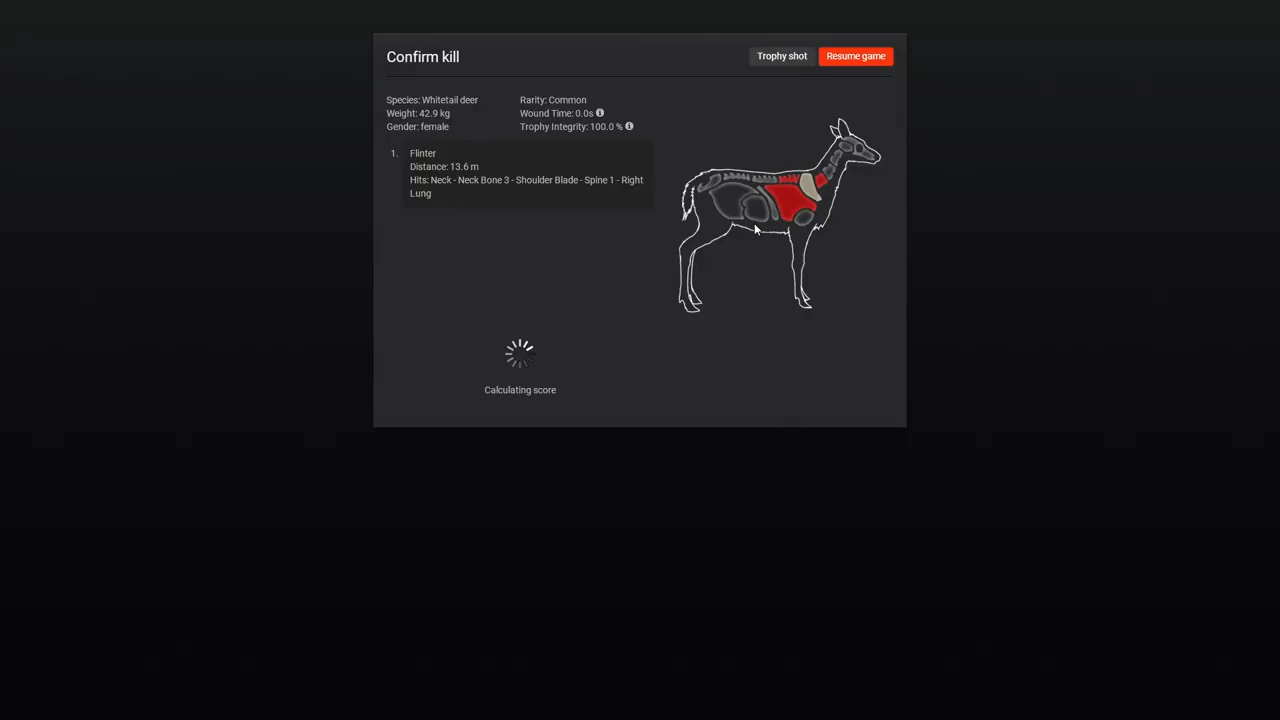 Confirm kill
Trophy shot
Resume game
Species: Whitetail deer
Weight: 42.9 kg
Gender: female
Rarity: Common
Wound Time: 0.0s
Trophy Integrity: 100.0 %
1.
Flinter
Distance: 13.6 m
Hits: Neck - Neck Bone 3 - Shoulder Blade - Spine 1 - Right
Lung
Calculating score